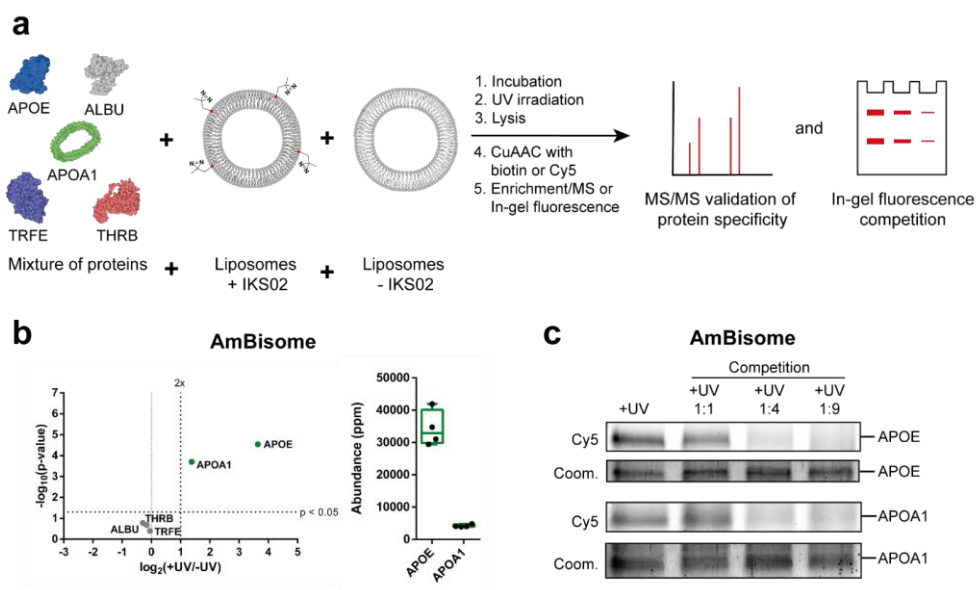 a
APOE
ALBU
APOA1
TRFE
THRB
Mixture of proteins
+
+
N=N
N=N
N=N
N=N
Liposomes
+ IKS02
+
+
Liposomes
- IKS02
1. Incubation
2. UV irradiation
3. Lysis
4. CuAAC with
biotin or Cy5
5. Enrichment/MS or
In-gel fluorescence
MS/MS validation of
protein specificity
and
In-gel fluorescence
competition
b
AmBisome
-log10(p-value)
7
6
5
4
3
2
1
0
2x
APOE
APOA1
THRB
ALBU
TRFE
p < 0.05
-3 -2 -1 0 1 2 3 4 5
log2(+UV/-UV)
Abundance (ppm)
50000
40000
30000
20000
10000
0
APOE
APOA1
c
AmBisome
Competition
+UV
+UV
1:1
+UV
1:4
+UV
1:9
Cy5
APOE
Coom.
APOE
Cy5
APOA1
Coom.
APOA1